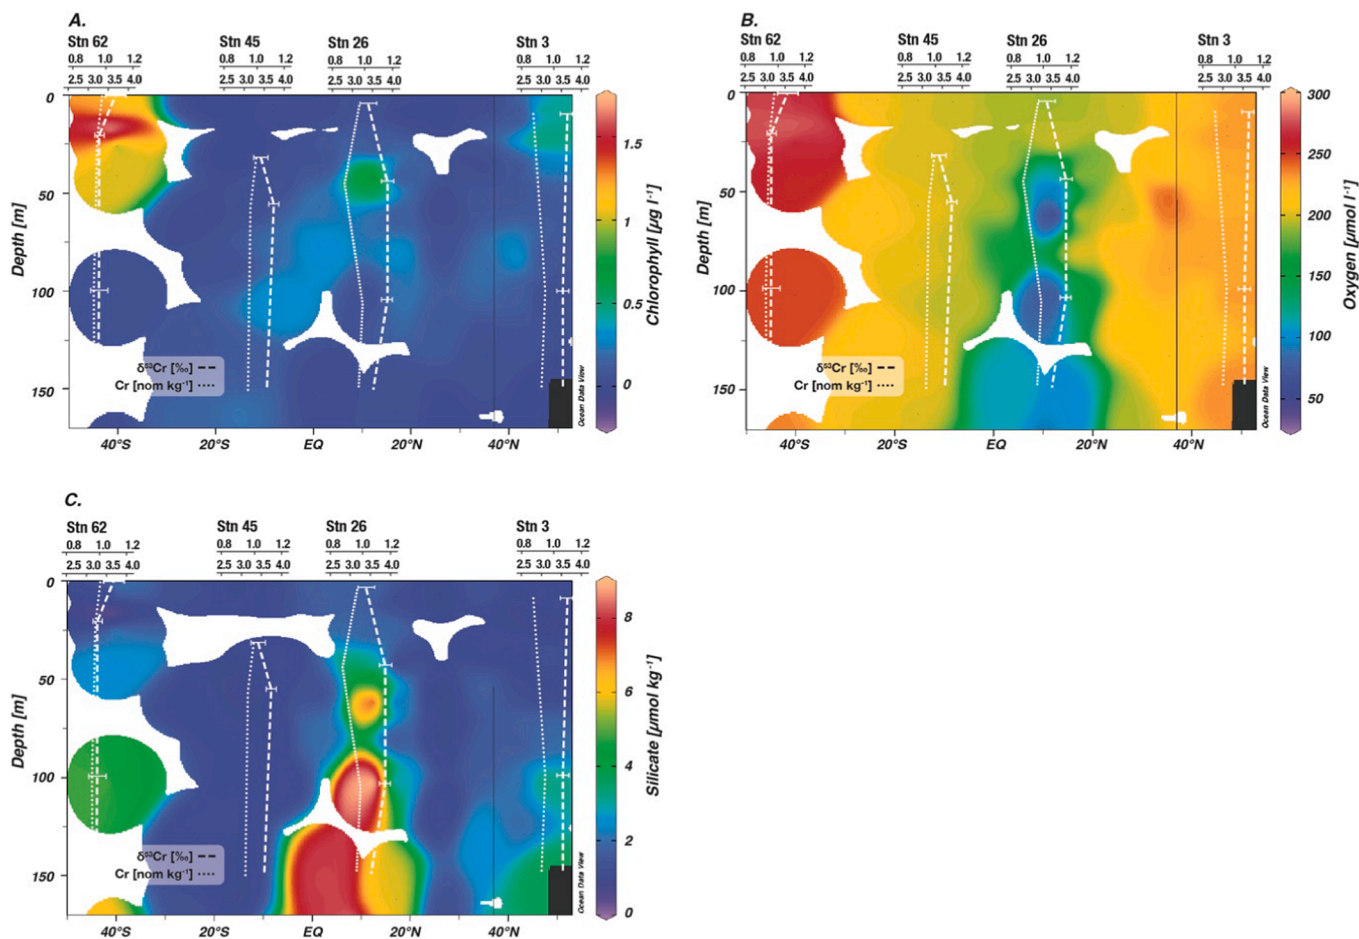 A.
Stn 62 Stn 45 Stn 26 Stn 3
0.8 1.0 1.2 0.8 1.0 1.2 0.8 1.0 1.2 0.8 1.0 1.2
2.5 3.0 3.5 4.0 2.5 3.0 3.5 4.0 2.5 3.0 3.5 4.0 2.5 3.0 3.5 4.0
0
50
100
150
Depth [m]
δ⁵³Cr [‰]
Cr [nom kg⁻¹]
Ocean Data View
40°S 20°S EQ 20°N 40°N
1.5
1
0.5
0
Chlorophyll [µg l⁻¹]
B.
Stn 62 Stn 45 Stn 26 Stn 3
0.8 1.0 1.2 0.8 1.0 1.2 0.8 1.0 1.2 0.8 1.0 1.2
2.5 3.0 3.5 4.0 2.5 3.0 3.5 4.0 2.5 3.0 3.5 4.0 2.5 3.0 3.5 4.0
0
50
100
150
Depth [m]
δ⁵³Cr [‰]
Cr [nom kg⁻¹]
Ocean Data View
40°S 20°S EQ 20°N 40°N
300
250
200
150
100
50
Oxygen [µmol l⁻¹]
C.
Stn 62 Stn 45 Stn 26 Stn 3
0.8 1.0 1.2 0.8 1.0 1.2 0.8 1.0 1.2 0.8 1.0 1.2
2.5 3.0 3.5 4.0 2.5 3.0 3.5 4.0 2.5 3.0 3.5 4.0 2.5 3.0 3.5 4.0
0
50
100
150
Depth [m]
δ⁵³Cr [‰]
Cr [nom kg⁻¹]
Ocean Data View
40°S 20°S EQ 20°N 40°N
8
6
4
2
0
Silicate [µmol kg⁻¹]